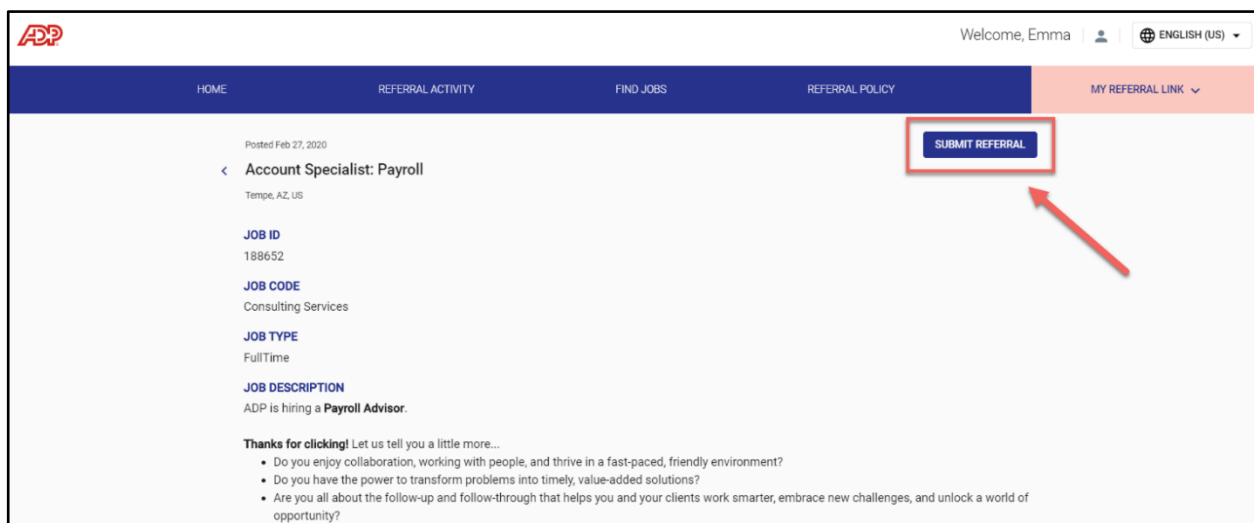 ADP
Welcome, Emma
ENGLISH (US)
HOME
REFERRAL ACTIVITY
FIND JOBS
REFERRAL POLICY
MY REFERRAL LINK
Posted Feb 27, 2020
SUBMIT REFERRAL
Account Specialist: Payroll
Tempe, AZ, US
JOB ID
188652
JOB CODE
Consulting Services
JOB TYPE
FullTime
JOB DESCRIPTION
ADP is hiring a Payroll Advisor.
Thanks for clicking! Let us tell you a little more...
• Do you enjoy collaboration, working with people, and thrive in a fast-paced, friendly environment?
• Do you have the power to transform problems into timely, value-added solutions?
• Are you all about the follow-up and follow-through that helps you and your clients work smarter, embrace new challenges, and unlock a world of
opportunity?